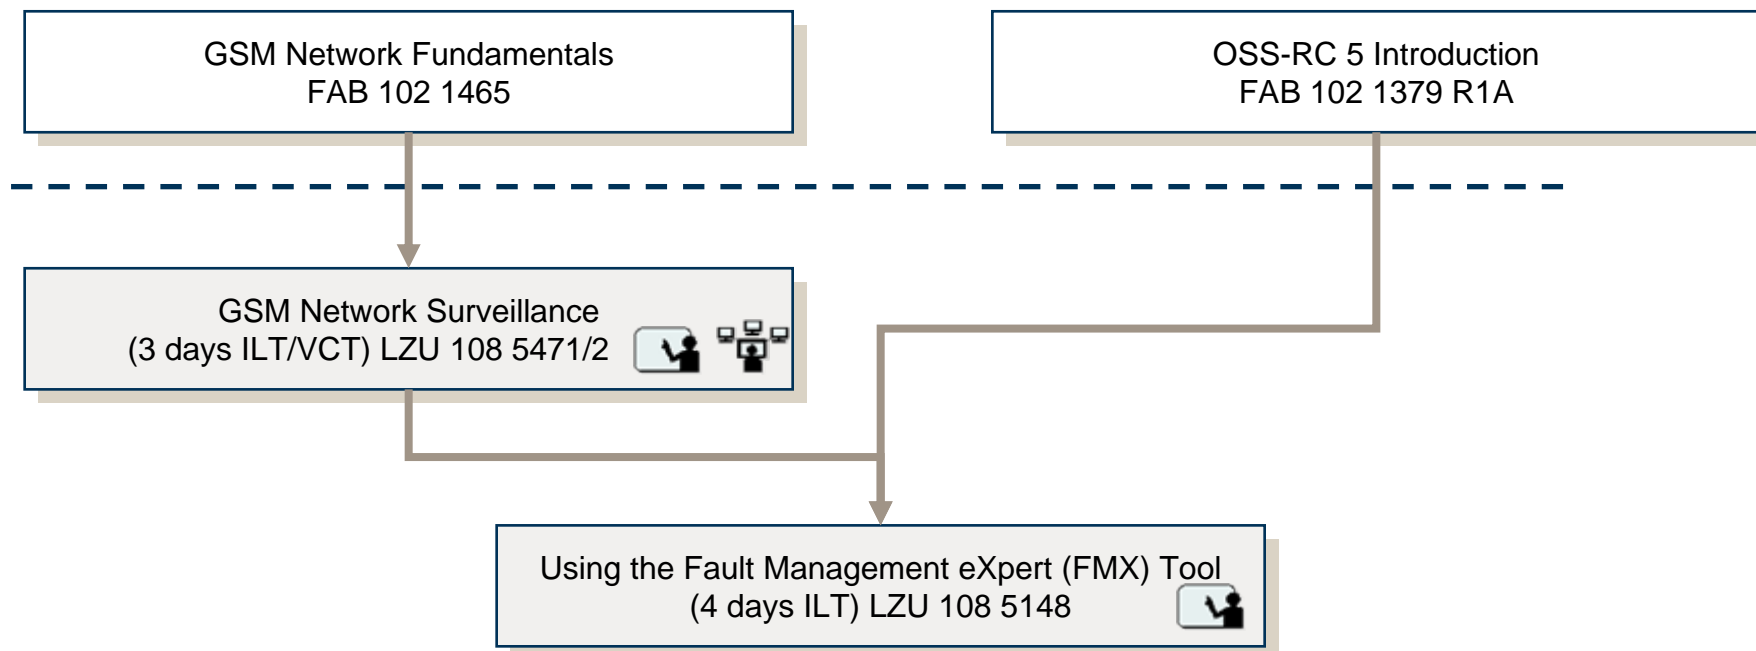 GSM Network Fundamentals
FAB 102 1465
OSS-RC 5 Introduction
FAB 102 1379 R1A
GSM Network Surveillance
(3 days ILT/VCT) LZU 108 5471/2
Using the Fault Management eXpert (FMX) Tool
(4 days ILT) LZU 108 5148